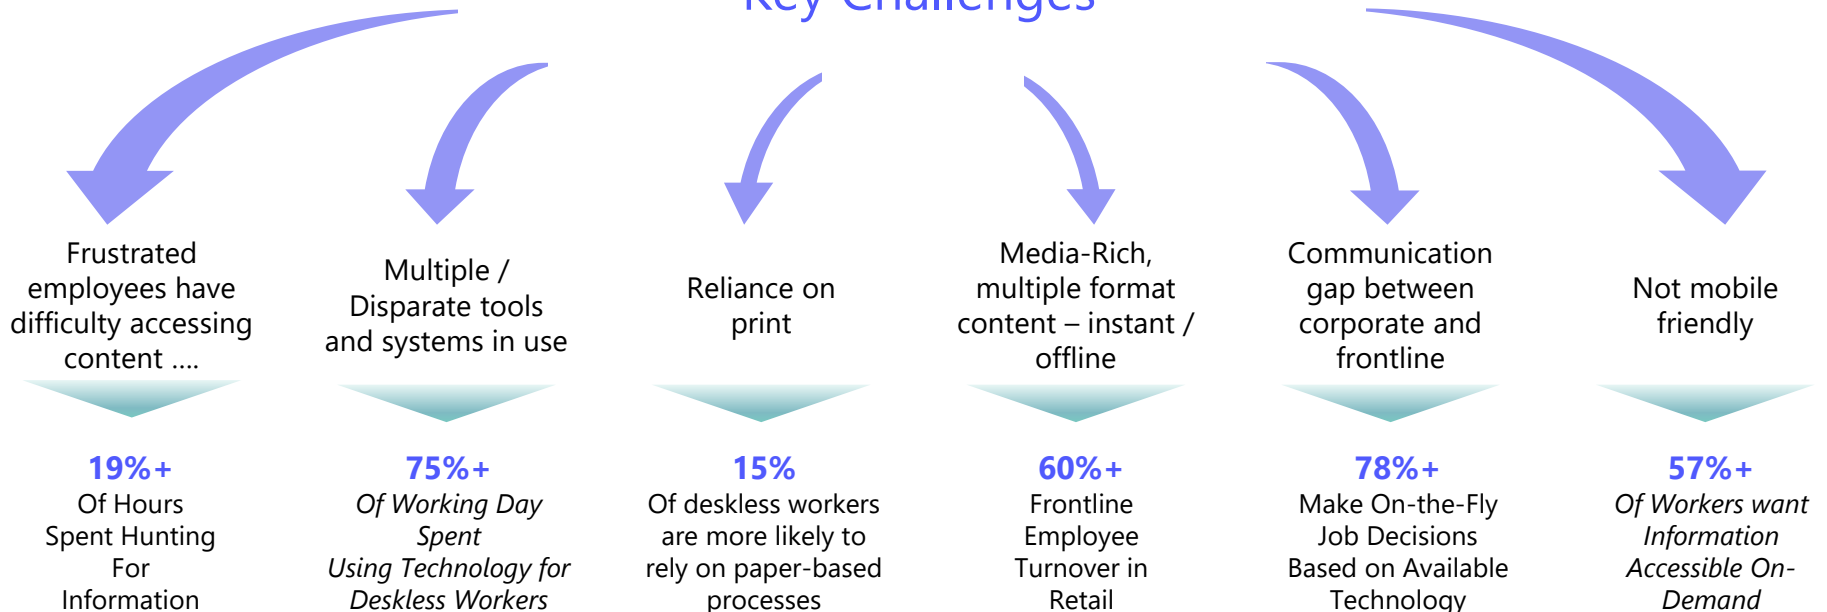 Key Challenges
Frustrated
employees have
difficulty accessing
content ....
Multiple /
Disparate tools
and systems in use
Reliance on
print
Media-Rich,
multiple format
content – instant /
offline
Communication
gap between
corporate and
frontline
Not mobile
friendly
19%+
Of Hours
Spent Hunting
For
Information
75%+
Of Working Day
Spent
Using Technology for
Deskless Workers
15%
Of deskless workers
are more likely to
rely on paper-based
processes
60%+
Frontline
Employee
Turnover in
Retail
78%+
Make On-the-Fly
Job Decisions
Based on Available
Technology
57%+
Of Workers want
Information
Accessible On-
Demand